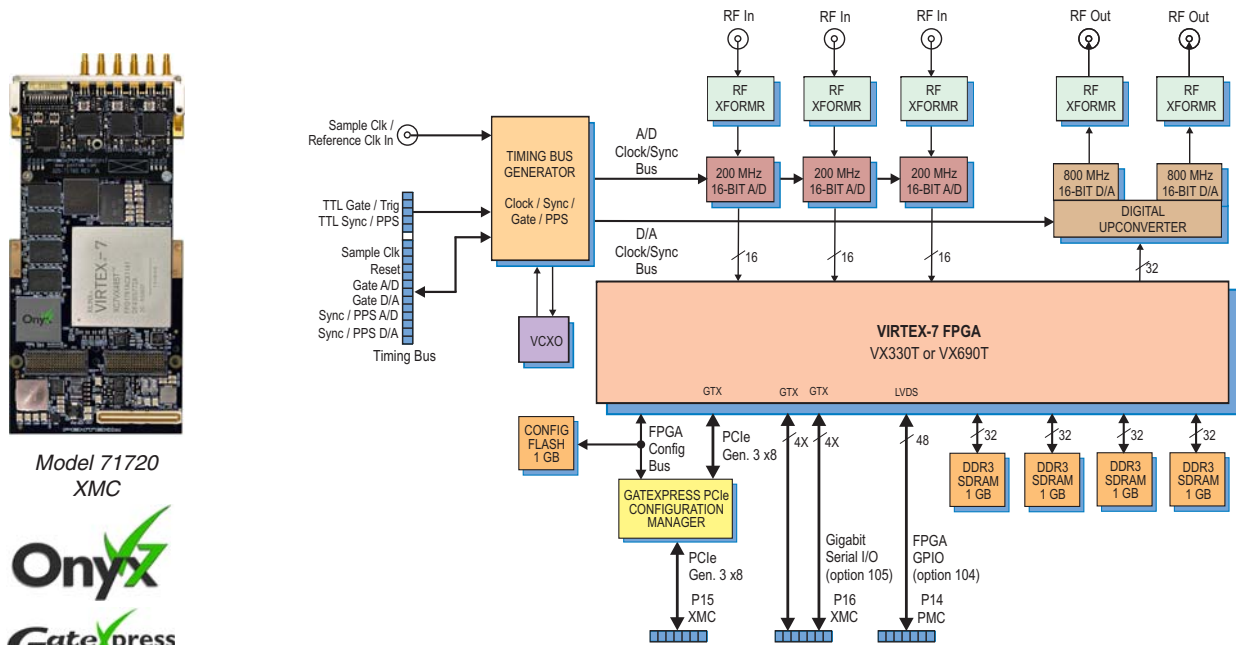 RF In
RF In
RF In
RF Out
RF Out
RF
XFORMR
RF
XFORMR
RF
XFORMR
RF
XFORMR
RF
XFORMR
Sample Clk /
Reference Clk In
TIMING BUS
GENERATOR
Clock / Sync /
Gate / PPS
A/D
Clock/Sync
Bus
200 MHz
16-BIT A/D
200 MHz
16-BIT A/D
200 MHz
16-BIT A/D
800 MHz
16-BIT D/A
800 MHz
16-BIT D/A
DIGITAL
UPCONVERTER
TTL Gate / Trig
TTL Sync / PPS
Sample Clk
Reset
Gate A/D
Gate D/A
Sync / PPS A/D
Sync / PPS D/A
Timing Bus
D/A
Clock/Sync
Bus
16
16
16
32
VCXO
VIRTEX-7 FPGA
VX330T or VX690T
GTX
GTX
GTX
LVDS
CONFIG
FLASH
1 GB
FPGA
Config
Bus
PCIe
Gen. 3 x8
4X
4X
48
32
32
32
32
DDR3
SDRAM
1 GB
DDR3
SDRAM
1 GB
DDR3
SDRAM
1 GB
DDR3
SDRAM
1 GB
GATEXPRESS PCIe
CONFIGURATION
MANAGER
PCIe
Gen. 3 x8
Gigabit
Serial I/O
(option 105)
FPGA
GPIO
(option 104)
P15
XMC
P16
XMC
P14
PMC
XILINX
VIRTEX-7
Onyx
Model 71720
XMC
Onyx7
GateXpress